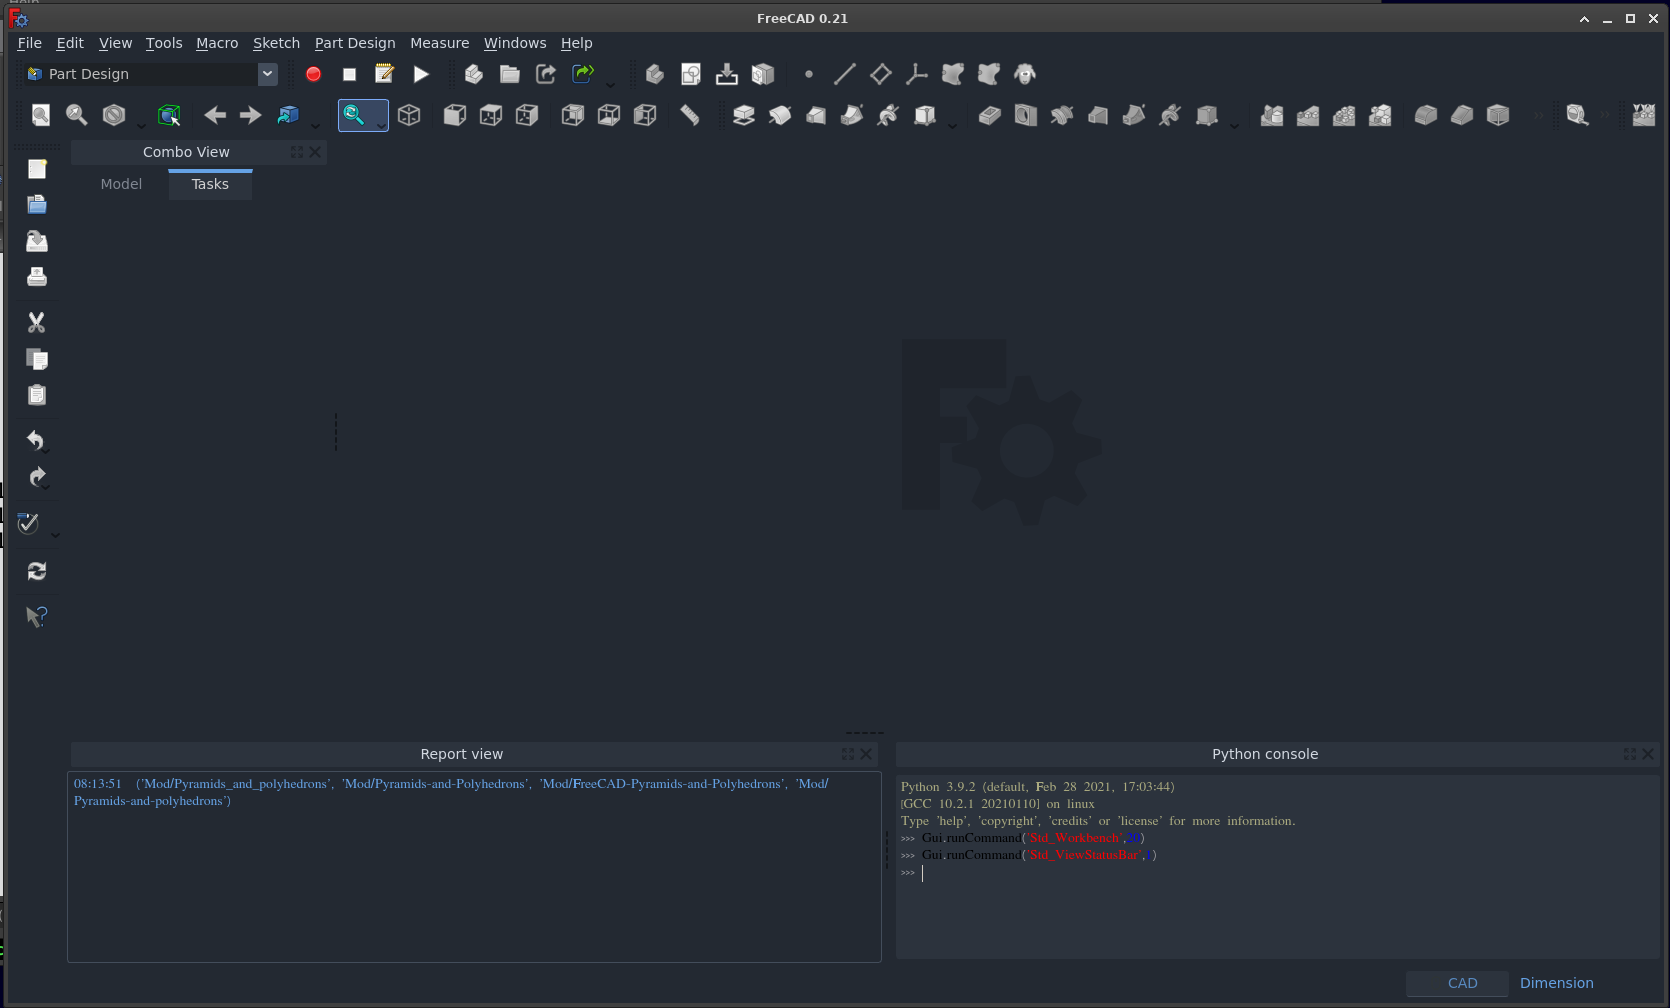 FreeCAD 0.21
File Edit View Tools Macro Sketch Part Design Measure Windows Help
Part Design
Combo View
Model Tasks
Report view
08:13:51 ('Mod/Pyramids_and_polyhedrons', 'Mod/Pyramids-and-Polyhedrons', 'Mod/FreeCAD-Pyramids-and-Polyhedrons', 'Mod/
Pyramids-and-polyhedrons')
Python console
Python 3.9.2 (default, Feb 28 2021, 17:03:44)
[GCC 10.2.1 20210110] on linux
Type 'help', 'copyright', 'credits' or 'license' for more information.
>>> Gui.runCommand('Std_Workbench',20)
>>> Gui.runCommand('Std_ViewStatusBar',1)
>>>
CAD Dimension